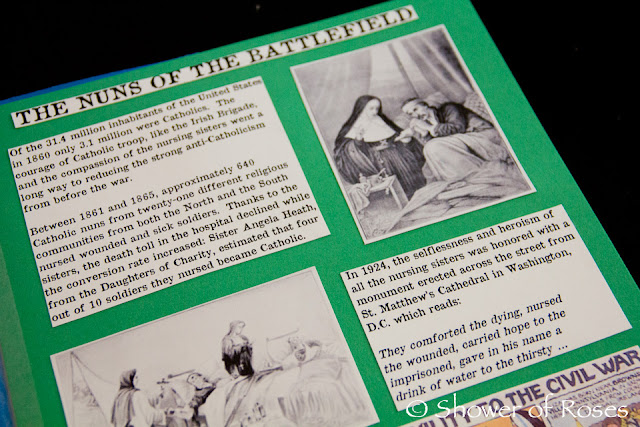 THE NUNS OF THE BATTLEFIELD
Of the 31.4 million inhabitants of the United States
in 1860 only 3.1 million were Catholics. The
courage of Catholic troop, like the Irish Brigade,
and the compassion of the nursing sisters went a
long way to reducing the strong anti-Catholicism
from before the war.
Between 1861 and 1865, approximately 640
Catholic nuns from twenty-one different religious
communities from both the North and the South
nursed wounded and sick soldiers. Thanks to the
sisters, the death toll in the hospital declined while
the conversion rate increased: Sister Angela Heath,
from the Daughters of Charity, estimated that four
out of 10 soldiers they nursed became Catholic.
In 1924, the selflessness and heroism of
all the nursing sisters was honored with a
monument erected across the street from
St. Matthew's Cathedral in Washington,
D.C. which reads:
They comforted the dying, nursed
the wounded, carried hope to the
imprisoned, gave in his name a
drink of water to the thirsty ...
TO THE CIVIL WAR
© Shower of Roses